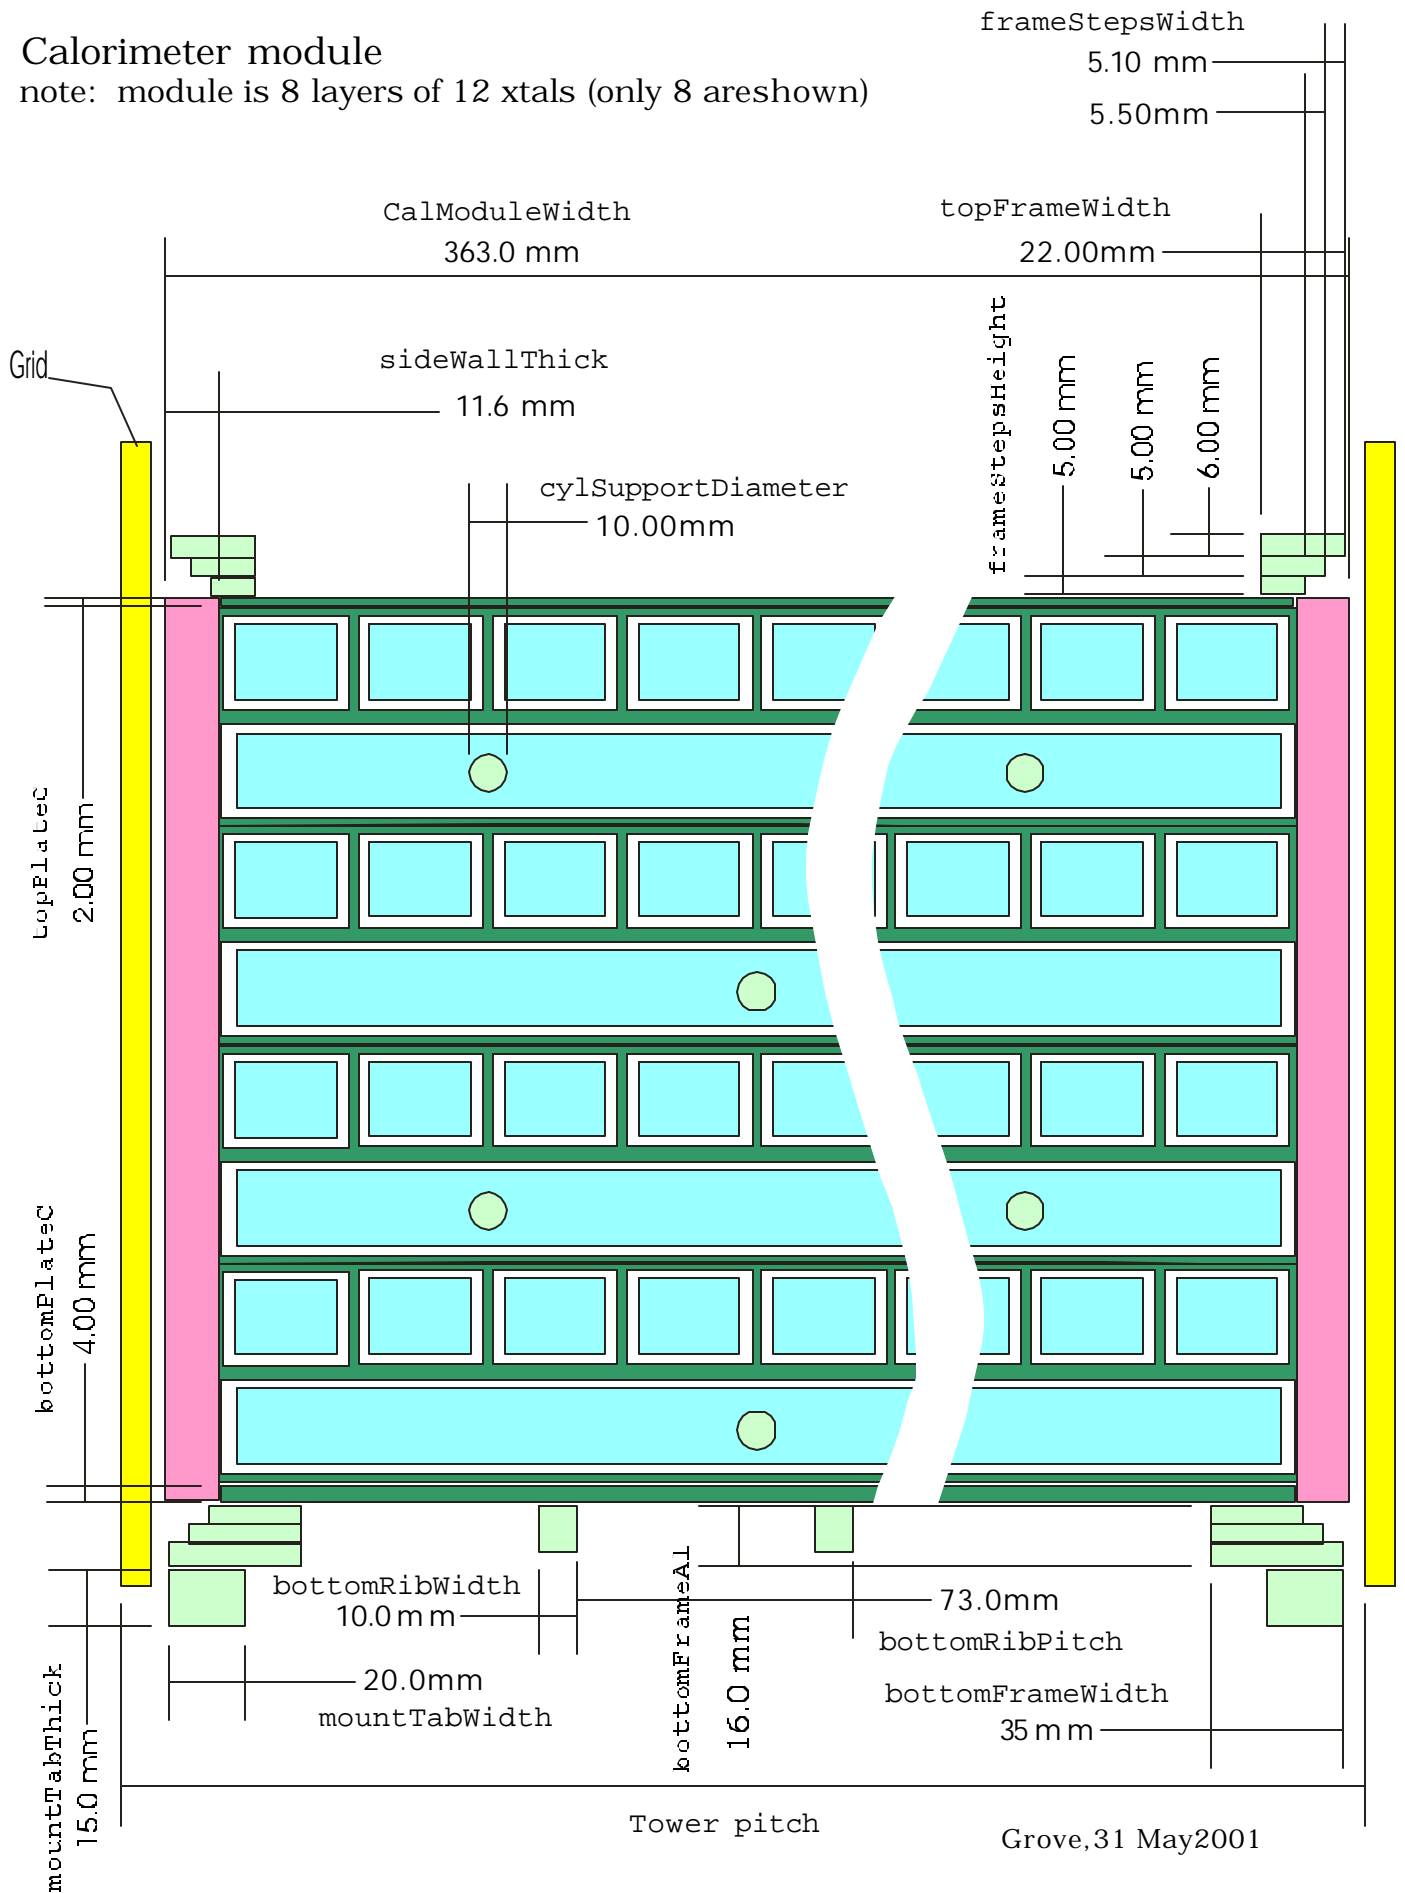 frameStepsWidth
Calorimeter module
5.10 mm
note: module is 8 layers of 12 xtals (only 8 areshown)
5.50mm
CalModuleWidth
topFrameWidth
363.0 mm
22.00mm
frameStepsHeight
5.00 mm
5.00 mm
6.00 mm
Grid
sideWallThick
11.6 mm
cylSupportDiameter
10.00mm
topPlateC
2.00 mm
bottomPlateC
4.00 mm
bottomRibWidth
10.0 mm
bottomFrameAl
16.0 mm
73.0mm
bottomRibPitch
20.0mm
mountTabWidth
bottomFrameWidth
35 mm
mountTabThick
15.0 mm
Tower pitch
Grove, 31 May2001